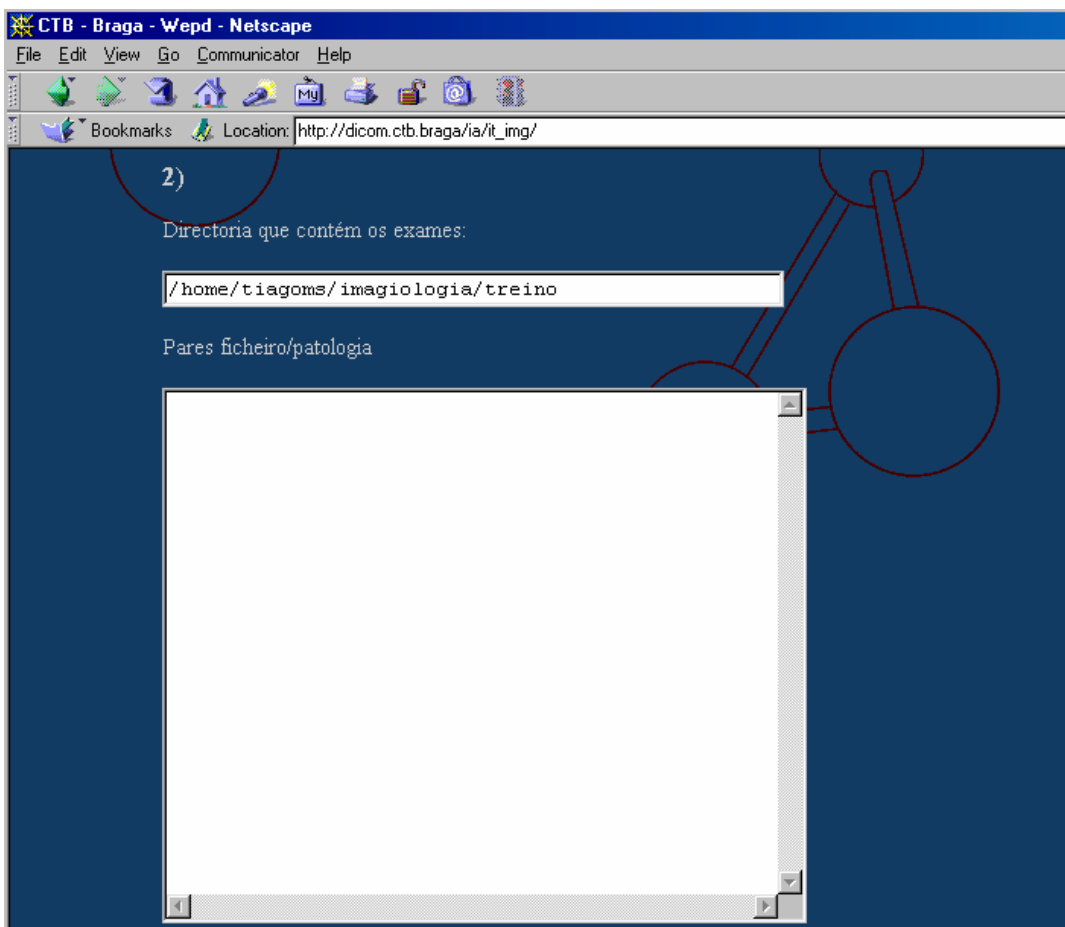 CTB - Braga - Wepd - Netscape
File Edit View Go Communicator Help
My
Bookmarks Location: http://dicom.ctb.braga/ia/it_img/
2)
Directoria que contém os exames:
/home/tiagoms/imagiologia/treino
Pares ficheiro/patologia